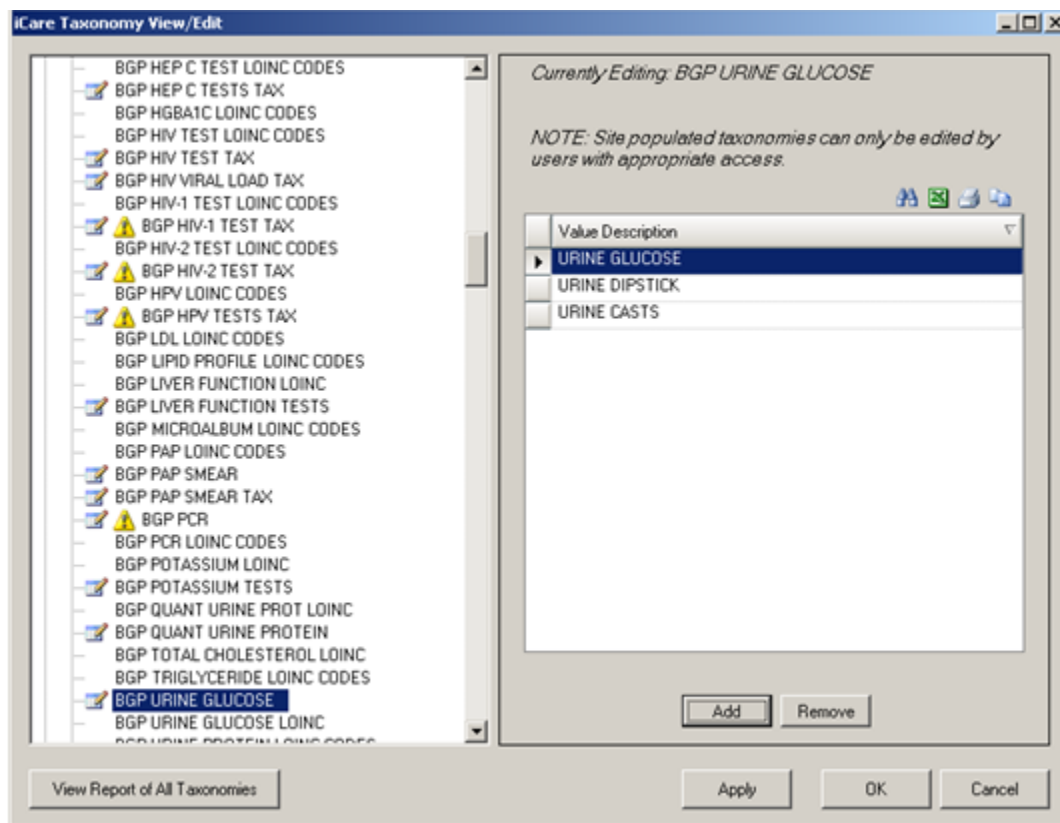 iCare Taxonomy View/Edit
BGP HEP C TEST LOINC CODES
BGP HEP C TESTS TAX
BGP HGBA1C LOINC CODES
BGP HIV TEST LOINC CODES
BGP HIV TEST TAX
BGP HIV VIRAL LOAD TAX
BGP HIV-1 TEST LOINC CODES
BGP HIV-1 TEST TAX
BGP HIV-2 TEST LOINC CODES
BGP HIV-2 TEST TAX
BGP HPV LOINC CODES
BGP HPV TESTS TAX
BGP LDL LOINC CODES
BGP LIPID PROFILE LOINC CODES
BGP LIVER FUNCTION LOINC
BGP LIVER FUNCTION TESTS
BGP MICROALBUM LOINC CODES
BGP PAP LOINC CODES
BGP PAP SMEAR
BGP PAP SMEAR TAX
BGP PCR
BGP PCR LOINC CODES
BGP POTASSIUM LOINC
BGP POTASSIUM TESTS
BGP QUANT URINE PROT LOINC
BGP QUANT URINE PROTEIN
BGP TOTAL CHOLESTEROL LOINC
BGP TRIGLYCERIDE LOINC CODES
BGP URINE GLUCOSE
BGP URINE GLUCOSE LOINC
BGP URINE PROTEIN LOINC CODES
Currently Editing: BGP URINE GLUCOSE
NOTE: Site populated taxonomies can only be edited by
users with appropriate access.
Value Description
URINE GLUCOSE
URINE DIPSTICK
URINE CASTS
Add
Remove
View Report of All Taxonomies
Apply
OK
Cancel